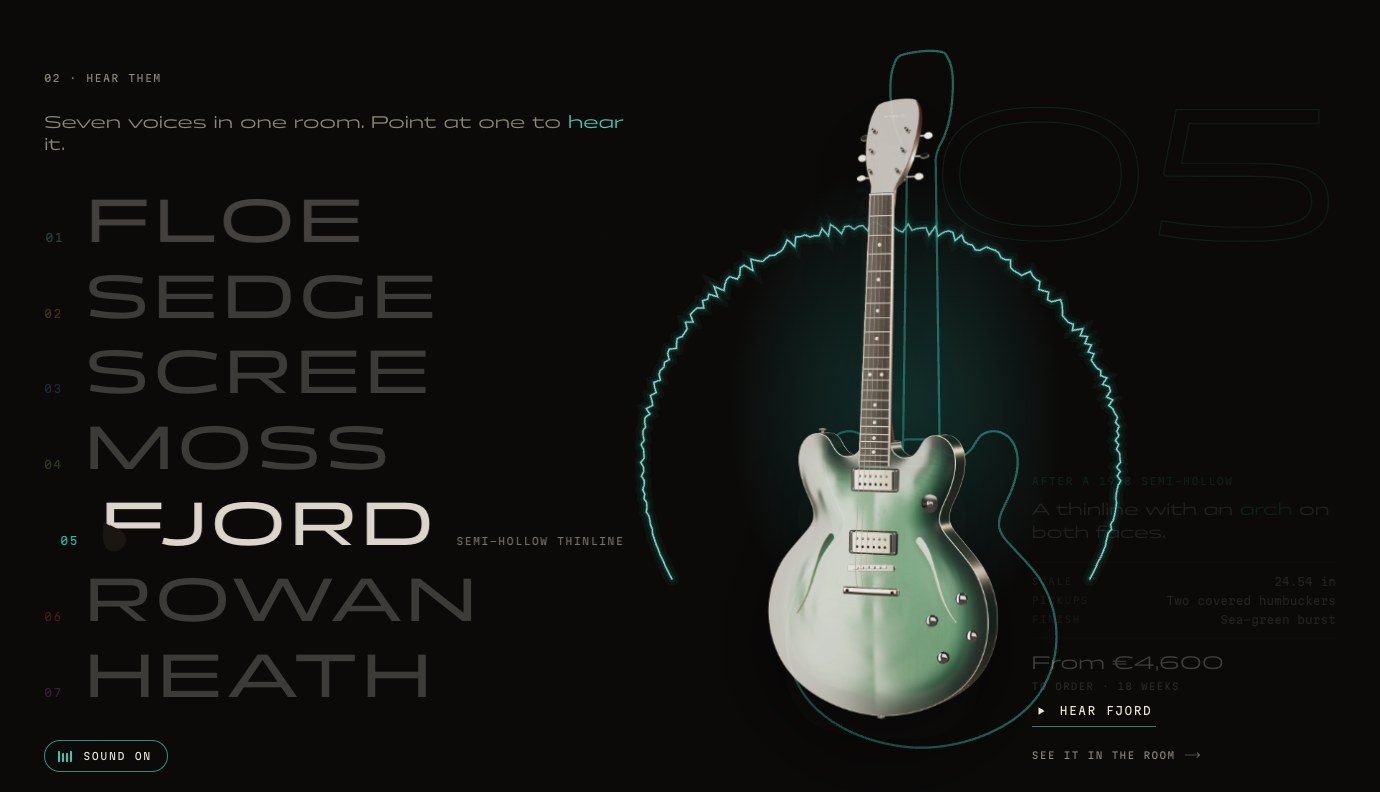 02 · HEAR THEM
Seven voices in one room. Point at one to hear
it.
01 FLOE
02 SEDGE
03 SCREE
04 MOSS
05 FJORD SEMI-HOLLOW THINLINE
06 ROWAN
07 HEATH
SOUND ON
05
SEMI-HOLLOW
A thinline with an arch on
both faces.
SCALE 24.54 in
PICKUPS Two covered humbuckers
FINISH Sea-green burst
From €4,600
TO ORDER · 18 WEEKS
HEAR FJORD
SEE IT IN THE ROOM →